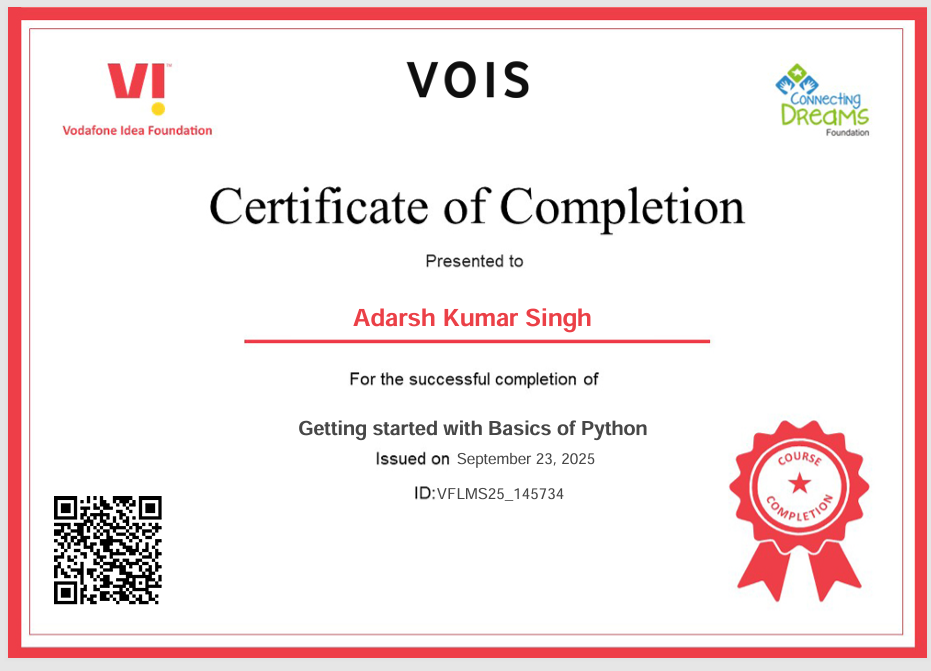 VI™
Vodafone Idea Foundation
VOIS
Connecting
Dreams
Foundation
Certificate of Completion
Presented to
Adarsh Kumar Singh
For the successful completion of
Getting started with Basics of Python
Issued on September 23, 2025
ID:VFLMS25_145734
COURSE
COMPLETION